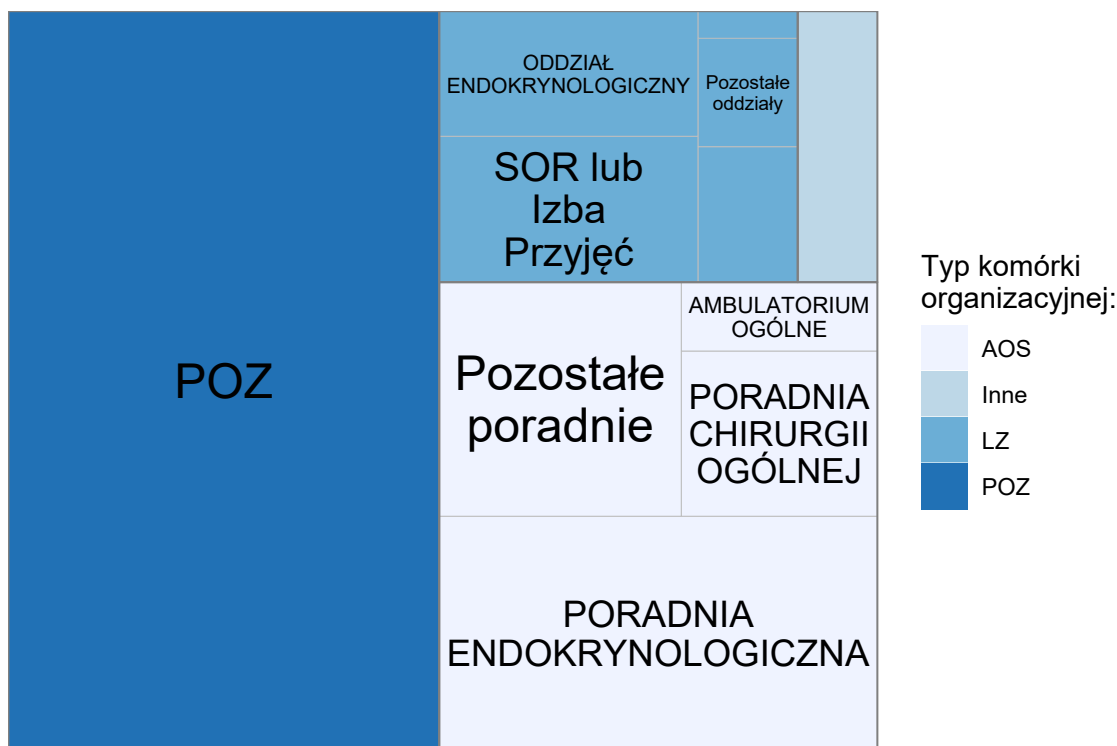 POZ
ODDZIAŁ
ENDOKRYNOLOGICZNY
Pozostałe
oddziały
SOR lub
Izba
Przyjęć
Pozostałe
poradnie
AMBULATORIUM
OGÓLNE
PORADNIA
CHIRURGII
OGÓLNEJ
PORADNIA
ENDOKRYNOLOGICZNA
Typ komórki
organizacyjnej:
AOS
Inne
LZ
POZ